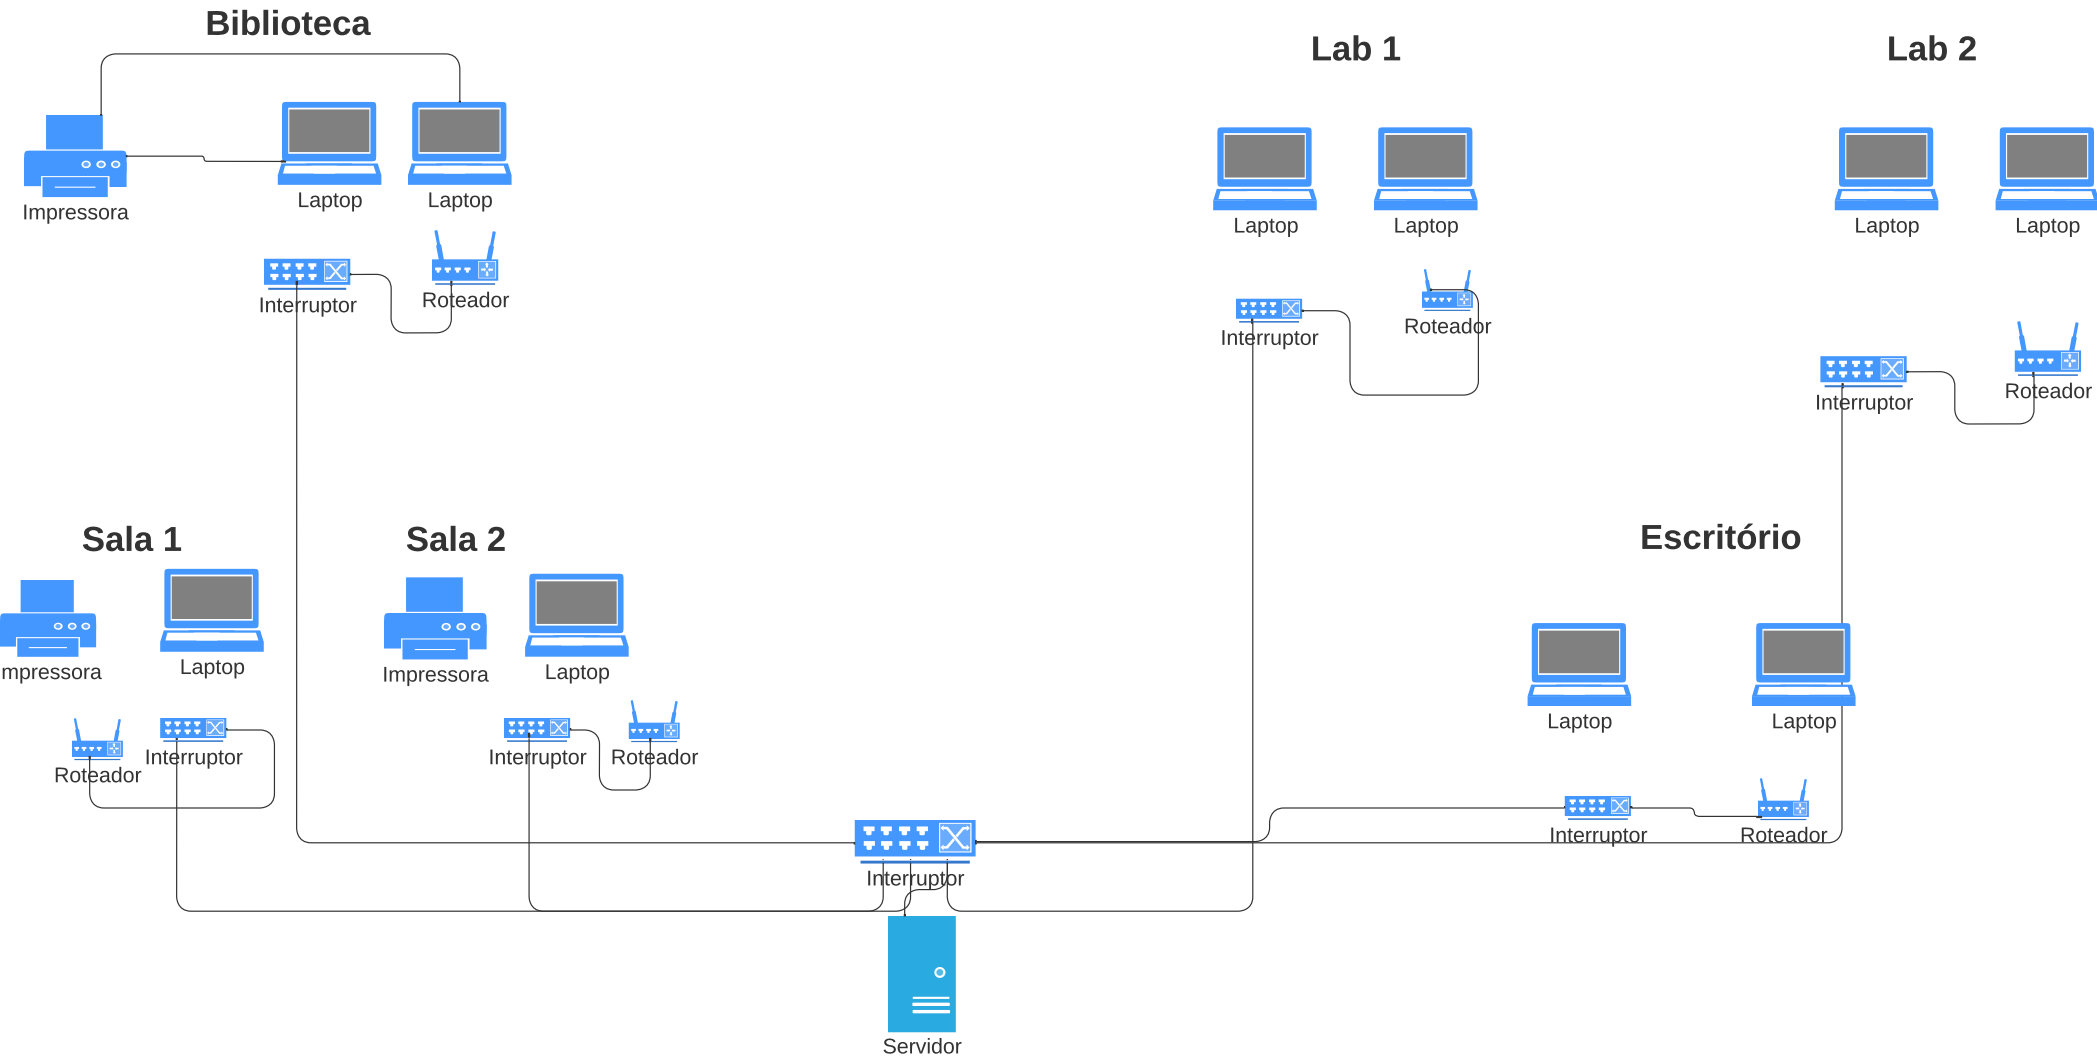 Biblioteca
Lab 1
Lab 2
Impressora
Laptop
Laptop
Laptop
Laptop
Laptop
Laptop
Interruptor
Roteador
Interruptor
Roteador
Interruptor
Roteador
Sala 1
Sala 2
Escritório
mpressora
Laptop
Impressora
Laptop
Laptop
Laptop
Roteador
Interruptor
Interruptor
Roteador
Interruptor
Roteador
Interruptor
Servidor